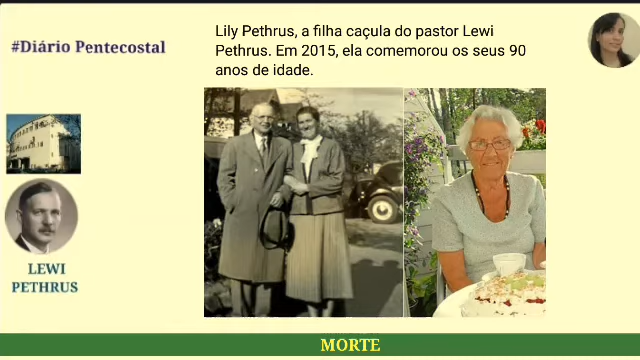 #Diário Pentecostal
Lily Pethrus, a filha caçula do pastor Lewi
Pethrus. Em 2015, ela comemorou os seus 90
anos de idade.
LEWI
PETHRUS
MORTE